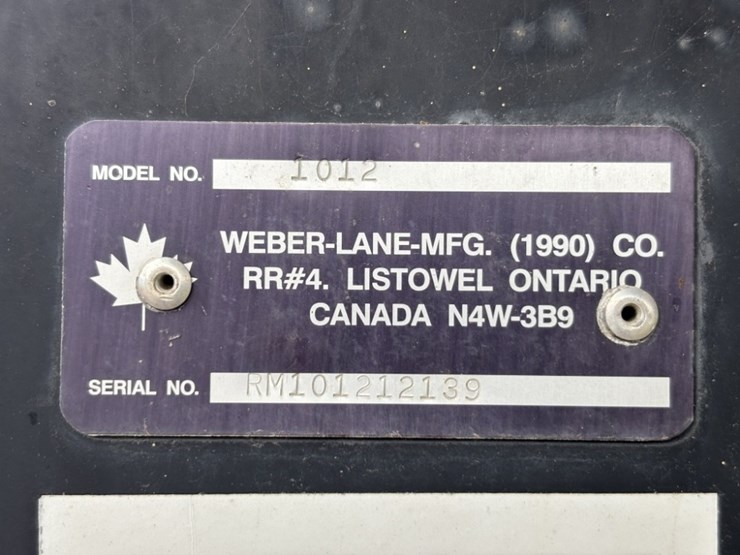 MODEL NO. 1012
WEBER-LANE-MFG. (1990) CO.
RR#4. LISTOWEL ONTARIO
CANADA N4W-3B9
SERIAL NO. RM101212139